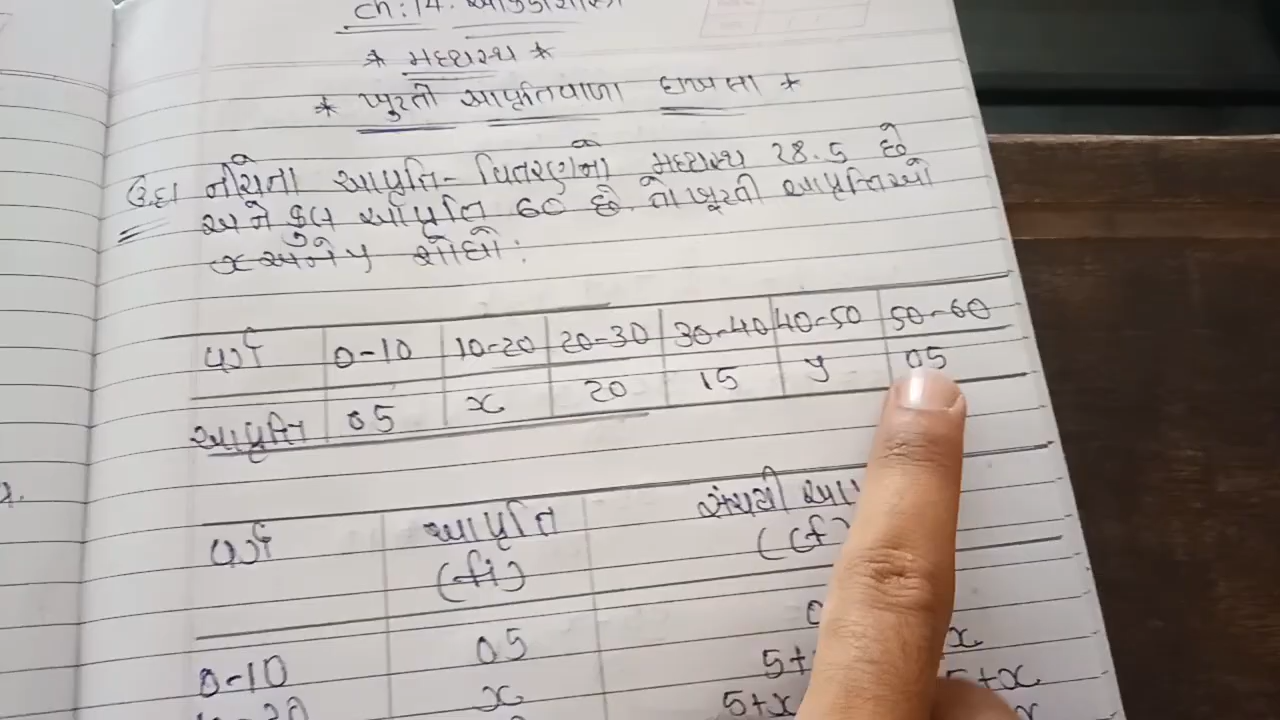 Ch: 14. આંકડાશાસ્ત્ર
* મધ્યસ્થ *
* ખુટતી આવૃત્તિવાળા દાખલા *
ઉદા નીચેના આવૃત્તિ-વિતરણનો મધ્યસ્થ 28.5 છે
અને કુલ આવૃત્તિ 60 છે. તો ખૂટતી આવૃત્તિઓ
x અને y શોધો:
વર્ગ 0-10 10-20 20-30 30-40 40-50 50-60
આવૃત્તિ 05 x 20 15 y 05
વર્ગ આવૃત્તિ (fi) સંચયી (cf)
0-10 05
x 5+x